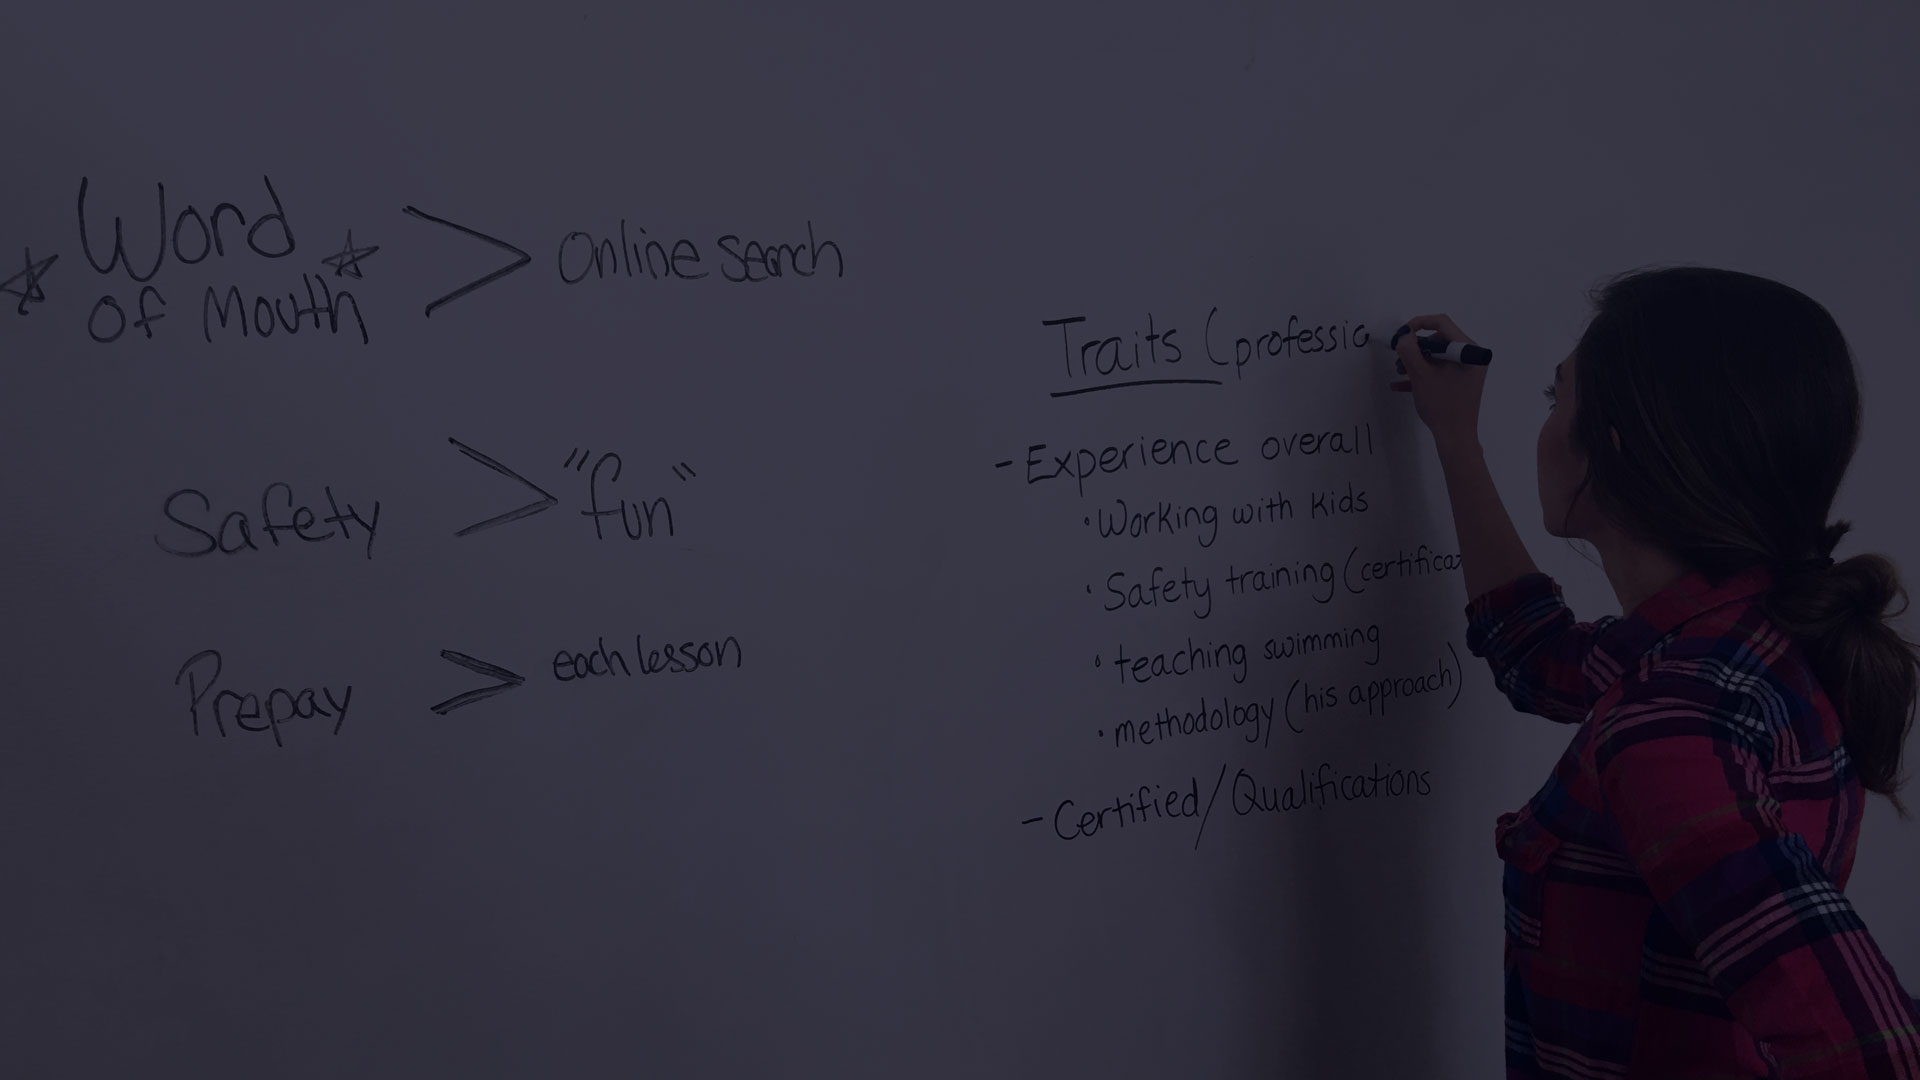 Word
of Mouth > Online search
Safety > "fun"
Prepay > each lesson
Traits (professio
- Experience overall
• Working with kids
• Safety training (certifica
• teaching swimming
• methodology (his approach)
- Certified/Qualifications